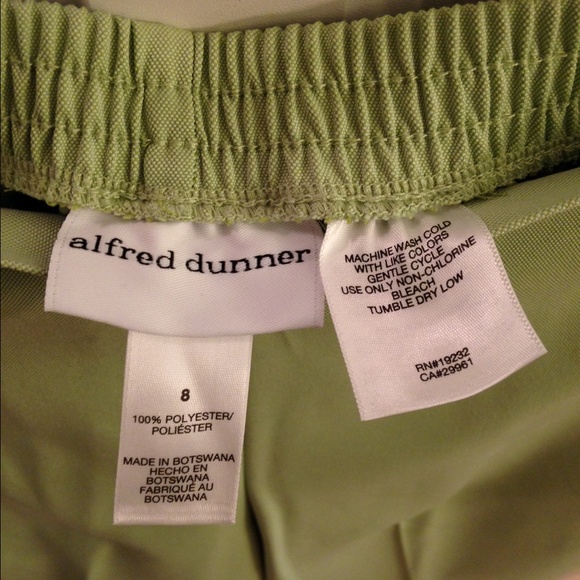 alfred dunner
8
100% POLYESTER/
POLIÉSTER
MADE IN BOTSWANA
HECHO EN
BOTSWANA
FABRIQUÉ AU
BOTSWANA
MACHINE WASH COLD
WITH LIKE COLORS
GENTLE CYCLE
USE ONLY NON-CHLORINE
BLEACH
TUMBLE DRY LOW
RN#19232
CA#29961